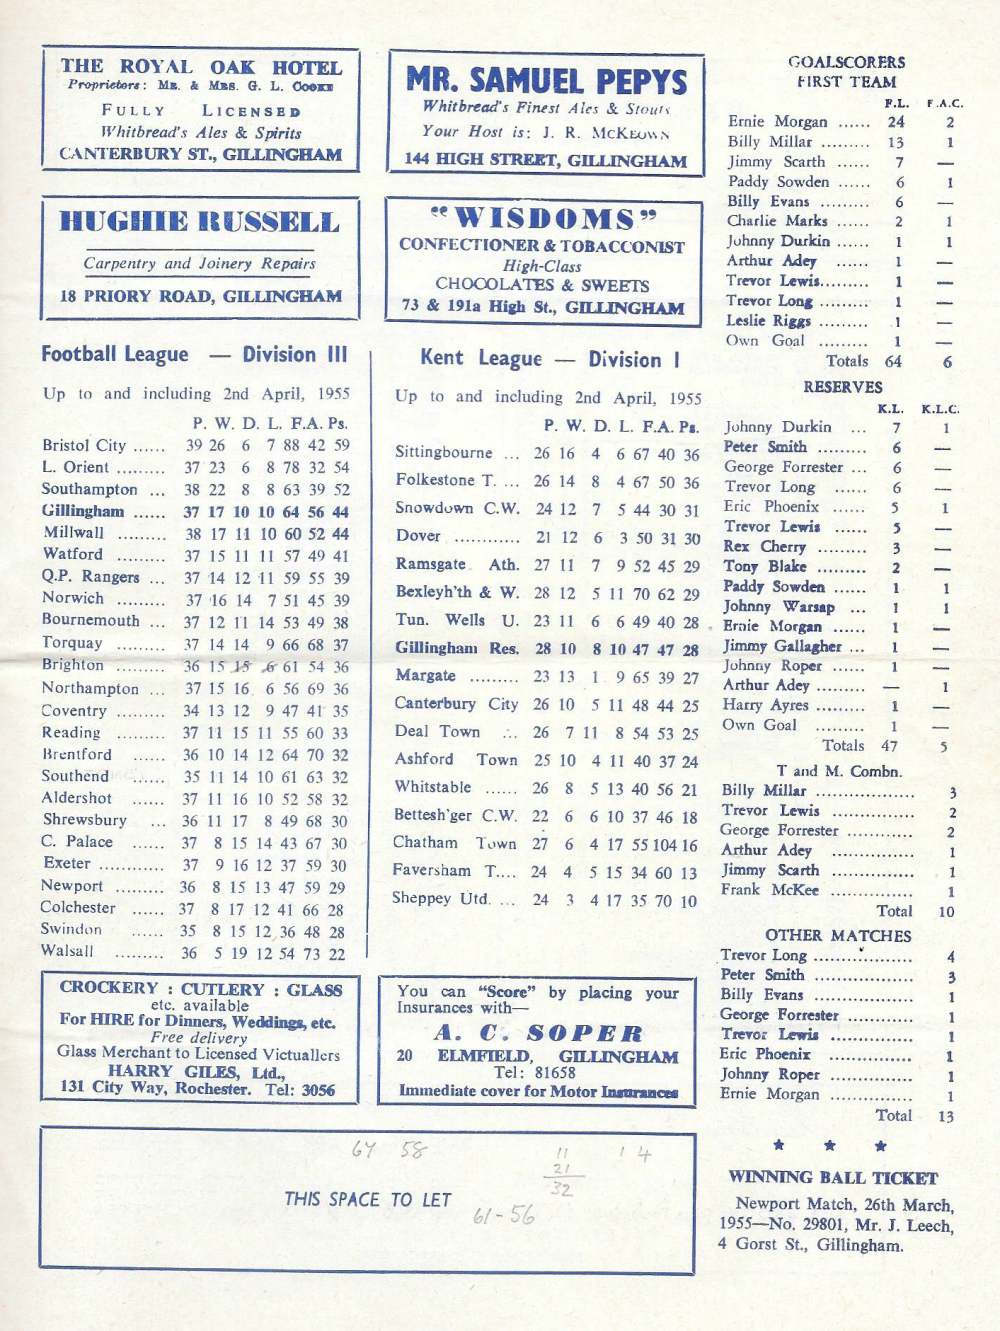 THE ROYAL OAK HOTEL
Proprietors: MR. & MRS. G. L. COOKE
FULLY LICENSED
Whitbread's Ales & Spirits
CANTERBURY ST., GILLINGHAM
MR. SAMUEL PEPYS
Whitbread's Finest Ales & Stouts
Your Host is: J. R. MCKEOWN
144 HIGH STREET, GILLINGHAM
HUGHIE RUSSELL
Carpentry and Joinery Repairs
18 PRIORY ROAD, GILLINGHAM
"WISDOMS"
CONFECTIONER & TOBACCONIST
High-Class
CHOCOLATES & SWEETS
73 & 191a High St., GILLINGHAM
Football League — Division III
Up to and including 2nd April, 1955
P. W. D. L. F. A. Ps.
Bristol City ...... 39 26 6 7 88 42 59
L. Orient ......... 37 23 6 8 78 32 54
Southampton ... 38 22 8 8 63 39 52
Gillingham ...... 37 17 10 10 64 56 44
Millwall ......... 38 17 11 10 60 52 44
Watford ......... 37 15 11 11 57 49 41
Q.P. Rangers ... 37 14 12 11 59 55 39
Norwich ......... 37 16 14 7 51 45 39
Bournemouth ... 37 12 11 14 53 49 38
Torquay ......... 37 14 14 9 66 68 37
Brighton ......... 36 15 15 6 61 54 36
Northampton ... 37 15 16 6 56 69 36
Coventry ......... 34 13 12 9 47 41 35
Reading ......... 37 11 15 11 55 60 33
Brentford ...... 36 10 14 12 64 70 32
Southend ...... 35 11 14 10 61 63 32
Aldershot ...... 37 11 16 10 52 58 32
Shrewsbury ... 36 11 17 8 49 68 30
C. Palace ...... 37 8 15 14 43 67 30
Exeter ............ 37 9 16 12 37 59 30
Newport ......... 36 8 15 13 47 59 29
Colchester ...... 37 8 17 12 41 66 28
Swindon ...... 35 8 15 12 36 48 28
Walsall ......... 36 5 19 12 54 73 22
Kent League — Division I
Up to and including 2nd April, 1955
P. W. D. L. F.A. Ps.
Sittingbourne ... 26 16 4 6 67 40 36
Folkestone T. ... 26 14 8 4 67 50 36
Snowdown C.W. 24 12 7 5 44 30 31
Dover ............ 21 12 6 3 50 31 30
Ramsgate Ath. 27 11 7 9 52 45 29
Bexleyh'th & W. 28 12 5 11 70 62 29
Tun. Wells U. 23 11 6 6 49 40 28
Gillingham Res. 28 10 8 10 47 47 28
Margate ......... 23 13 1 9 65 39 27
Canterbury City 26 10 5 11 48 44 25
Deal Town ... 26 7 11 8 54 53 25
Ashford Town 25 10 4 11 40 37 24
Whitstable ...... 26 8 5 13 40 56 21
Bettesh'ger C.W. 22 6 6 10 37 46 18
Chatham Town 27 6 4 17 55 104 16
Faversham T.... 24 4 5 15 34 60 13
Sheppey Utd. ... 24 3 4 17 35 70 10
GOALSCORERS
FIRST TEAM
F.L. F.A.C.
Ernie Morgan ...... 24 2
Billy Millar ......... 13 1
Jimmy Scarth ...... 7 —
Paddy Sowden ...... 6 1
Billy Evans ......... 6 —
Charlie Marks ...... 2 1
Johnny Durkin ...... 1 1
Arthur Adey ...... 1 —
Trevor Lewis......... 1 —
Trevor Long ......... 1 —
Leslie Riggs ......... 1 —
Own Goal ......... 1 —
Totals 64 6
RESERVES
K.L. K.L.C.
Johnny Durkin ... 7 1
Peter Smith ......... 6 —
George Forrester ... 6 —
Trevor Long ...... 6 —
Eric Phoenix ...... 5 1
Trevor Lewis ...... 5 —
Rex Cherry ......... 3 —
Tony Blake ......... 2 —
Paddy Sowden ...... 1 1
Johnny Warsap ... 1 1
Ernie Morgan ...... 1 —
Jimmy Gallagher ... 1 —
Johnny Roper ...... 1 —
Arthur Adey ......... — 1
Harry Ayres ......... 1 —
Own Goal ......... 1 —
Totals 47 5
T and M. Combn.
Billy Millar .................. 3
Trevor Lewis ............... 2
George Forrester ............ 2
Arthur Adey ............... 1
Jimmy Scarth ............... 1
Frank McKee ............... 1
Total 10
OTHER MATCHES
Trevor Long .................. 4
Peter Smith .................. 3
Billy Evans .................. 1
George Forrester ............ 1
Trevor Lewis ............... 1
Eric Phoenix ............... 1
Johnny Roper ............... 1
Ernie Morgan ............... 1
Total 13
★ ★ ★
WINNING BALL TICKET
Newport Match, 26th March,
1955—No. 29801, Mr. J. Leech,
4 Gorst St., Gillingham.
CROCKERY : CUTLERY : GLASS
etc. available
For HIRE for Dinners, Weddings, etc.
Free delivery
Glass Merchant to Licensed Victuallers
HARRY GILES, Ltd.,
131 City Way, Rochester. Tel: 3056
You can "Score" by placing your
Insurances with—
A. C. SOPER
20 ELMFIELD, GILLINGHAM
Tel: 81658
Immediate cover for Motor Insurances
64 58
11
21
32
1 4
THIS SPACE TO LET
61-56